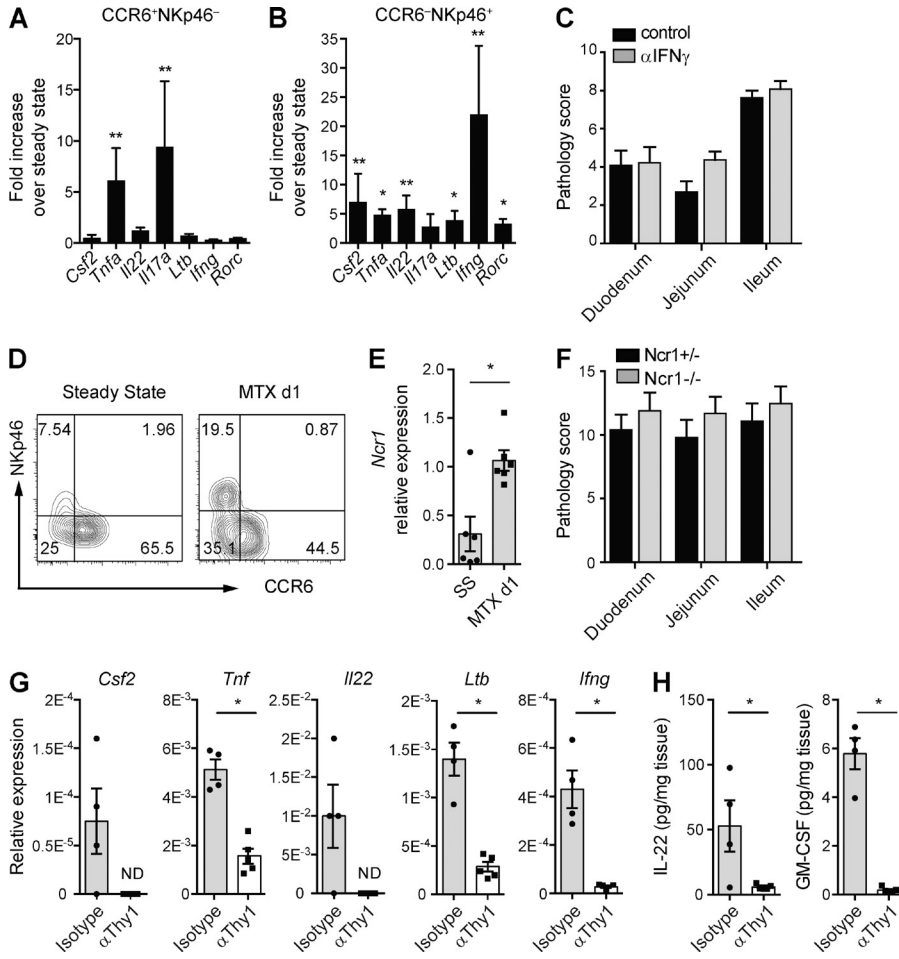 A
CCR6⁺NKp46⁻
Fold increase
over steady state
20
15
10
5
0
**
**
Csf2
Tnfa
Il22
Il17a
Ltb
Ifng
Rorc
B
CCR6⁻NKp46⁺
Fold increase
over steady state
35
30
25
20
15
10
5
0
**
*
**
*
**
*
Csf2
Tnfa
Il22
Il17a
Ltb
Ifng
Rorc
C
control
αIFNγ
Pathology score
10
8
6
4
2
0
Duodenum
Jejunum
Ileum
D
Steady State
MTX d1
NKp46
7.54
1.96
25
65.5
19.5
0.87
35.1
44.5
CCR6
E
Ncr1
relative expression
2.0
1.5
1.0
0.5
0.0
*
SS
MTX d1
F
Ncr1+/-
Ncr1-/-
Pathology score
15
10
5
0
Duodenum
Jejunum
Ileum
G
Relative expression
Csf2
2E⁻4
1.5E⁻4
1E⁻4
0.5E⁻5
0
ND
Isotype
αThy1
Tnf
8E⁻3
6E⁻3
4E⁻3
2E⁻3
0
*
Isotype
αThy1
Il22
2.5E⁻2
2E⁻2
1.5E⁻2
1E⁻2
5E⁻3
0
ND
Isotype
αThy1
Ltb
2E⁻3
1.5E⁻3
1E⁻3
5E⁻4
0
*
Isotype
αThy1
Ifng
8E⁻4
6E⁻4
4E⁻4
2E⁻4
0
*
Isotype
αThy1
H
IL-22 (pg/mg tissue)
150
100
50
0
*
Isotype
αThy1
GM-CSF (pg/mg tissue)
8
6
4
2
0
*
Isotype
αThy1